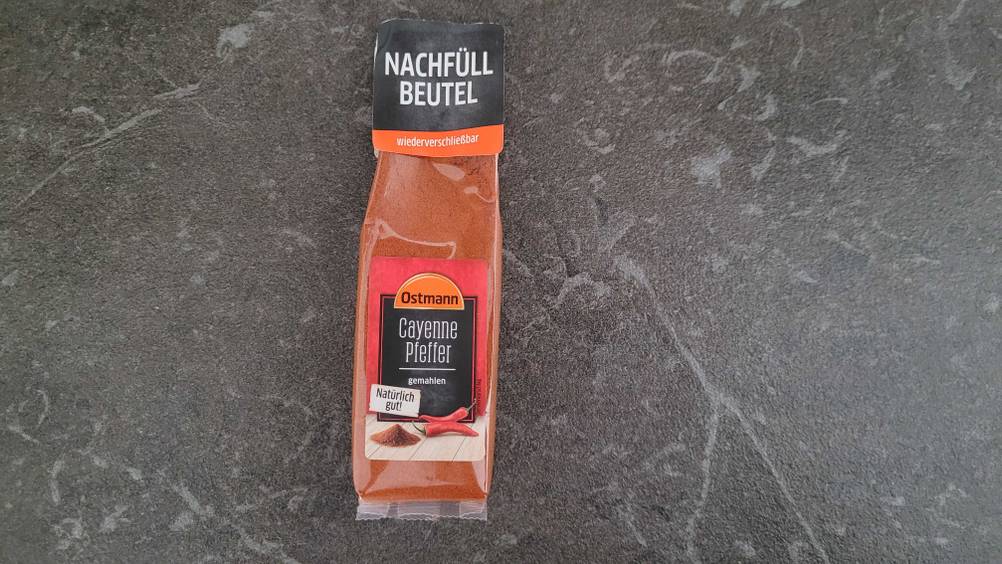 NACHFÜLL
BEUTEL
wiederverschließbar
Ostmann
Cayenne
Pfeffer
gemahlen
Natürlich
gut!